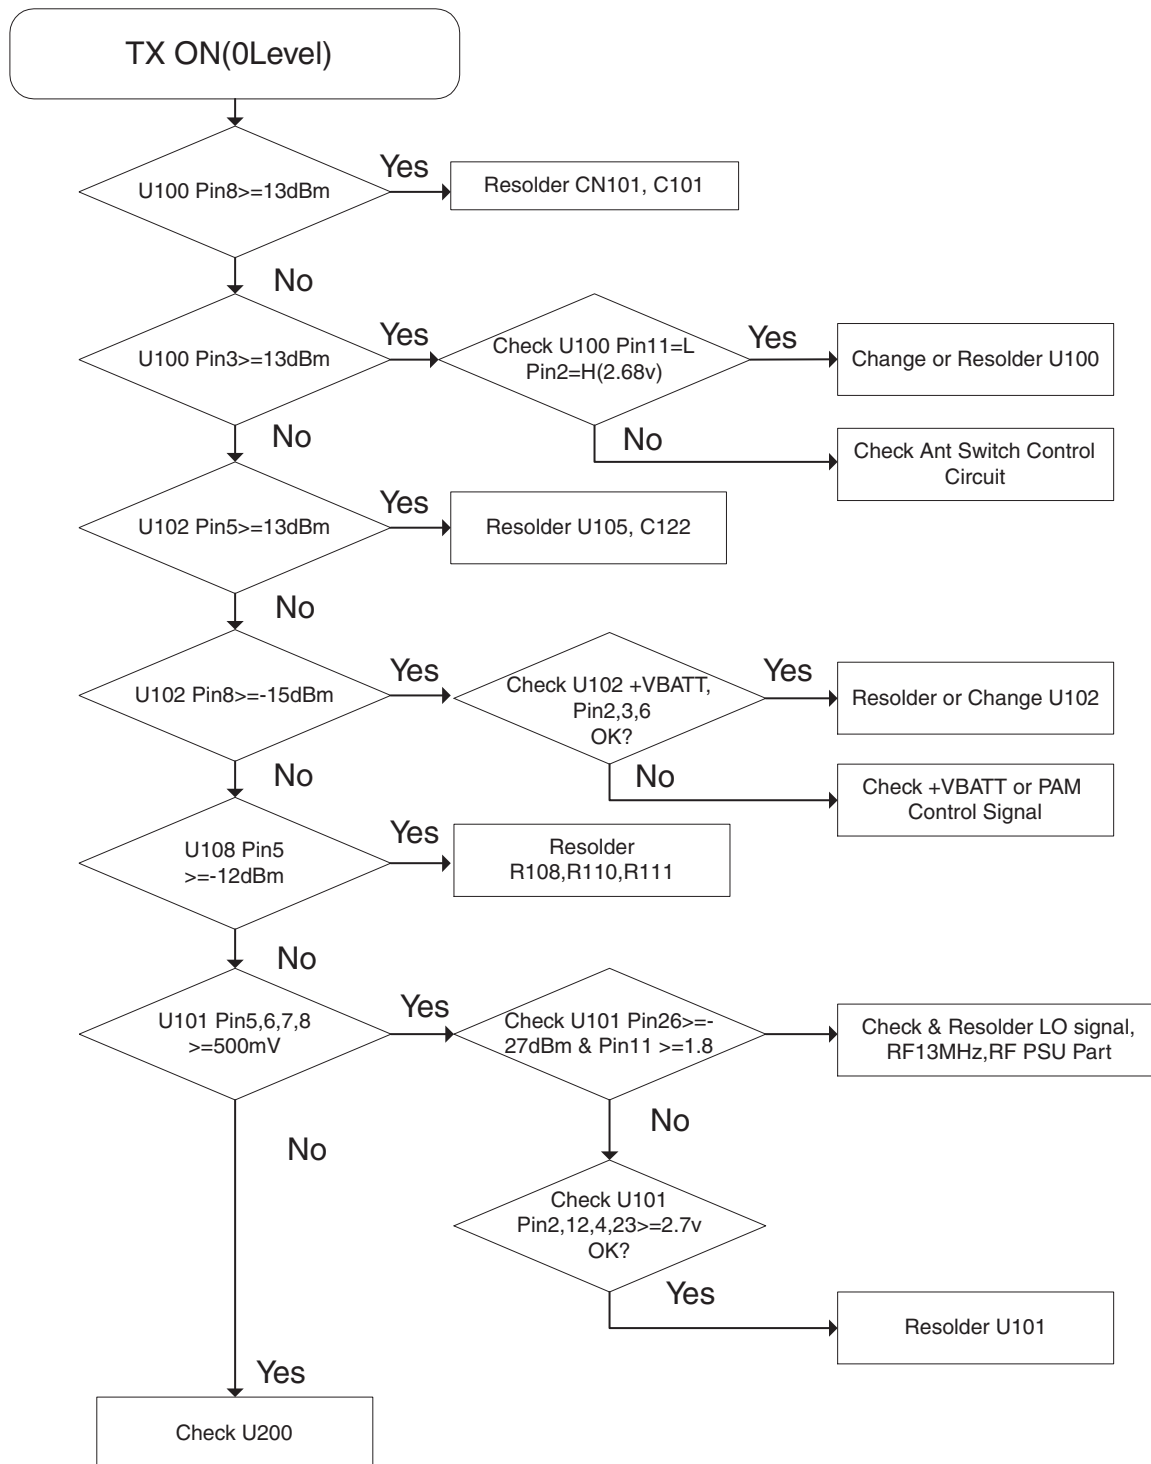 TX ON(0Level)
U100 Pin8>=13dBm
Yes
Resolder CN101, C101
No
U100 Pin3>=13dBm
Yes
Check U100 Pin11=L
Pin2=H(2.68v)
Yes
Change or Resolder U100
No
Check Ant Switch Control
Circuit
No
U102 Pin5>=13dBm
Yes
Resolder U105, C122
No
U102 Pin8>=-15dBm
Yes
Check U102 +VBATT,
Pin2,3,6
OK?
Yes
Resolder or Change U102
No
Check +VBATT or PAM
Control Signal
No
U108 Pin5
>=-12dBm
Yes
Resolder
R108,R110,R111
No
U101 Pin5,6,7,8
>=500mV
Yes
Check U101 Pin26>=-
27dBm & Pin11 >=1.8
Check & Resolder LO signal,
RF13MHz,RF PSU Part
No
No
Check U101
Pin2,12,4,23>=2.7v
OK?
Yes
Resolder U101
Yes
Check U200